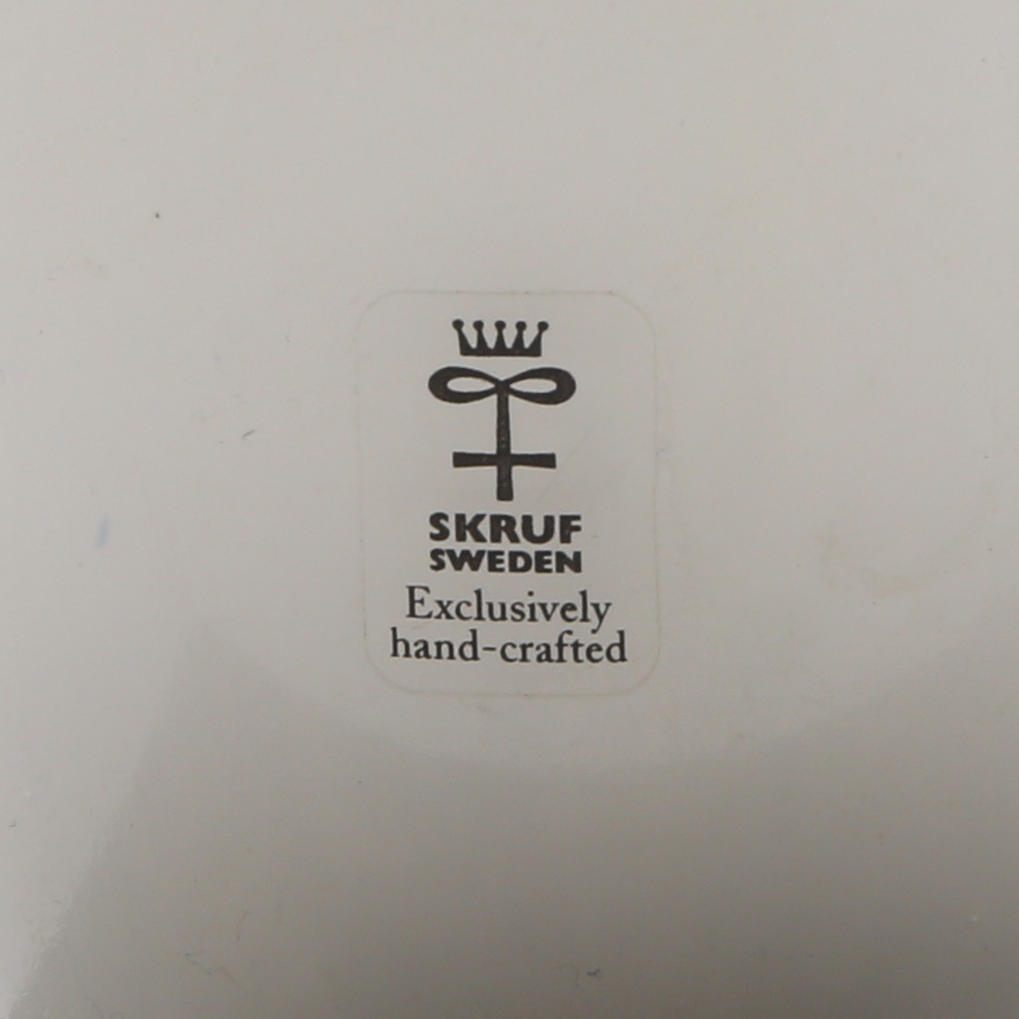 SKRUF
SWEDEN
Exclusively
hand-crafted